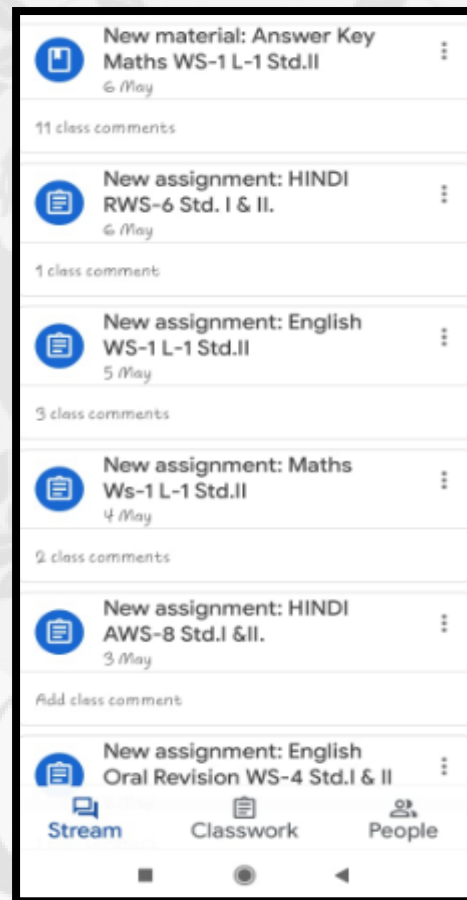 New material: Answer Key
Maths WS-1 L-1 Std.II
6 May
11 class comments
New assignment: HINDI
RWS-6 Std. I & II.
6 May
1 class comment
New assignment: English
WS-1 L-1 Std.II
5 May
3 class comments
New assignment: Maths
Ws-1 L-1 Std.II
4 May
2 class comments
New assignment: HINDI
AWS-8 Std.I &II.
3 May
Add class comment
New assignment: English
Oral Revision WS-4 Std.I & II
Stream Classwork People